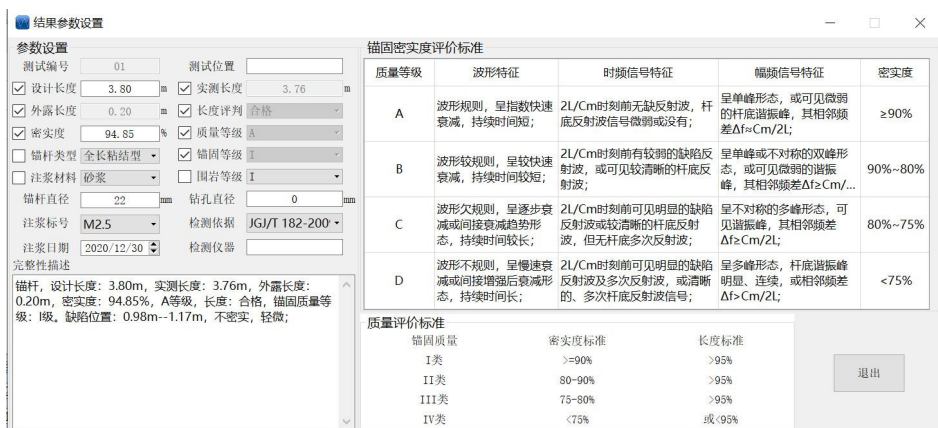 结果参数设置
参数设置
测试编号 01 测试位置
设计长度 3.80 m 实测长度 3.76 m
外露长度 0.20 m 长度评判 合格
密实度 94.85 % 质量等级 A
锚杆类型 全长粘结型 锚固等级 I
注浆材料 砂浆 围岩等级 I
锚杆直径 22 mm 钻孔直径 0 mm
注浆标号 M2.5 检测依据 JGJ/T 182-200
注浆日期 2020/12/30 检测仪器
完整性描述
锚杆，设计长度：3.80m，实
测长度：3.76m，外露长度：
0.20m，密实度：94.85%，A等级，长度：合格，锚固质量等
级：I级。缺陷位置：0.98m--1.17m，不密实，轻微；
锚固密实度评价标准
质量等级 波形特征 时频信号特征 幅频信号特征 密实度
A
波形规则，呈指数快速
衰减，持续时间短；
2L/Cm时刻前无缺反射波，杆
底反射波信号微弱或没有；
呈单峰形态，或可见微弱
的杆底谐振峰，其相邻频
差Δf≈Cm/2L;
≥90%
B
波形较规则，呈较快速
衰减，持续时间较短；
2L/Cm时刻前有较弱的缺陷反
射波，或可见较清晰的杆底反
射波；
呈单峰或不对称的双峰形
态，或可见微弱的谐振
峰，其相邻频差Δf≥Cm/...
90%~80%
C
波形欠规则，呈逐步衰
减或间接衰减趋势形
态，持续时间较长；
2L/Cm时刻前可见明显的缺陷
反射波或较清晰的杆底反射
波，但无杆底多次反射波；
呈不对称的多峰形态，可
见谐振峰，其相邻频差
Δf≥Cm/2L;
80%~75%
D
波形不规则，呈慢速衰
减或间接增强后衰减形
态，持续时间长；
2L/Cm时刻前可见明显的缺陷
反射波及多次反射波，或清晰
的、多次杆底反射波信号；
呈多峰形态，杆底谐振峰
明显、连续，或相邻频差
Δf>Cm/2L;
<75%
质量评价标准
锚固质量 密实度标准 长度标准
I类 >=90% >95%
II类 80-90% >95%
III类 75-80% >95%
IV类 <75% 或<95%
退出